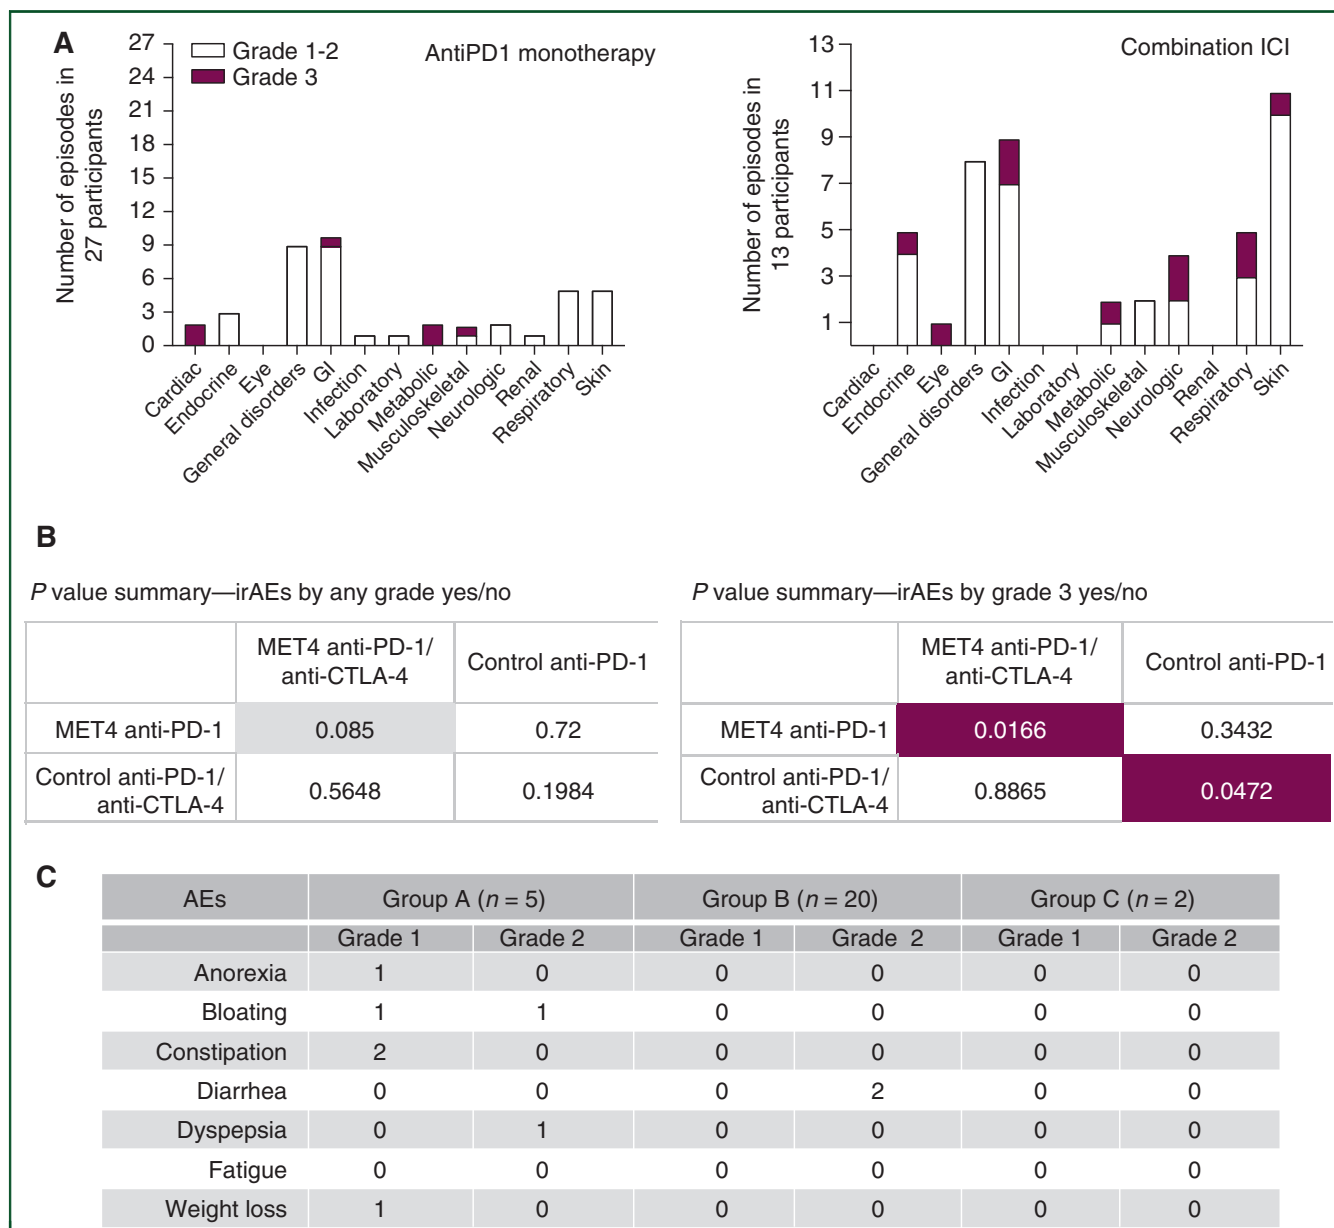 A
27
24
21
18
15
12
9
6
3
0
Number of episodes in
27 participants
Grade 1-2
Grade 3
AntiPD1 monotherapy
Cardiac
Endocrine
Eye
General disorders
GI
Infection
Laboratory
Metabolic
Musculoskeletal
Neurologic
Renal
Respiratory
Skin
13
11
9
7
5
3
1
Number of episodes in
13 participants
Combination ICI
Cardiac
Endocrine
Eye
General disorders
GI
Infection
Laboratory
Metabolic
Musculoskeletal
Neurologic
Renal
Respiratory
Skin
B
P value summary—irAEs by any grade yes/no
MET4 anti-PD-1/
anti-CTLA-4
Control anti-PD-1
MET4 anti-PD-1 0.085 0.72
Control anti-PD-1/
anti-CTLA-4
0.5648 0.1984
P value summary—irAEs by grade 3 yes/no
MET4 anti-PD-1/
anti-CTLA-4
Control anti-PD-1
MET4 anti-PD-1 0.0166 0.3432
Control anti-PD-1/
anti-CTLA-4
0.8865 0.0472
C
AEs Group A (n = 5) Group B (n = 20) Group C (n = 2)
Grade 1 Grade 2 Grade 1 Grade 2 Grade 1 Grade 2
Anorexia 1 0 0 0 0 0
Bloating 1 1 0 0 0 0
Constipation 2 0 0 0 0 0
Diarrhea 0 0 0 2 0 0
Dyspepsia 0 1 0 0 0 0
Fatigue 0 0 0 0 0 0
Weight loss 1 0 0 0 0 0